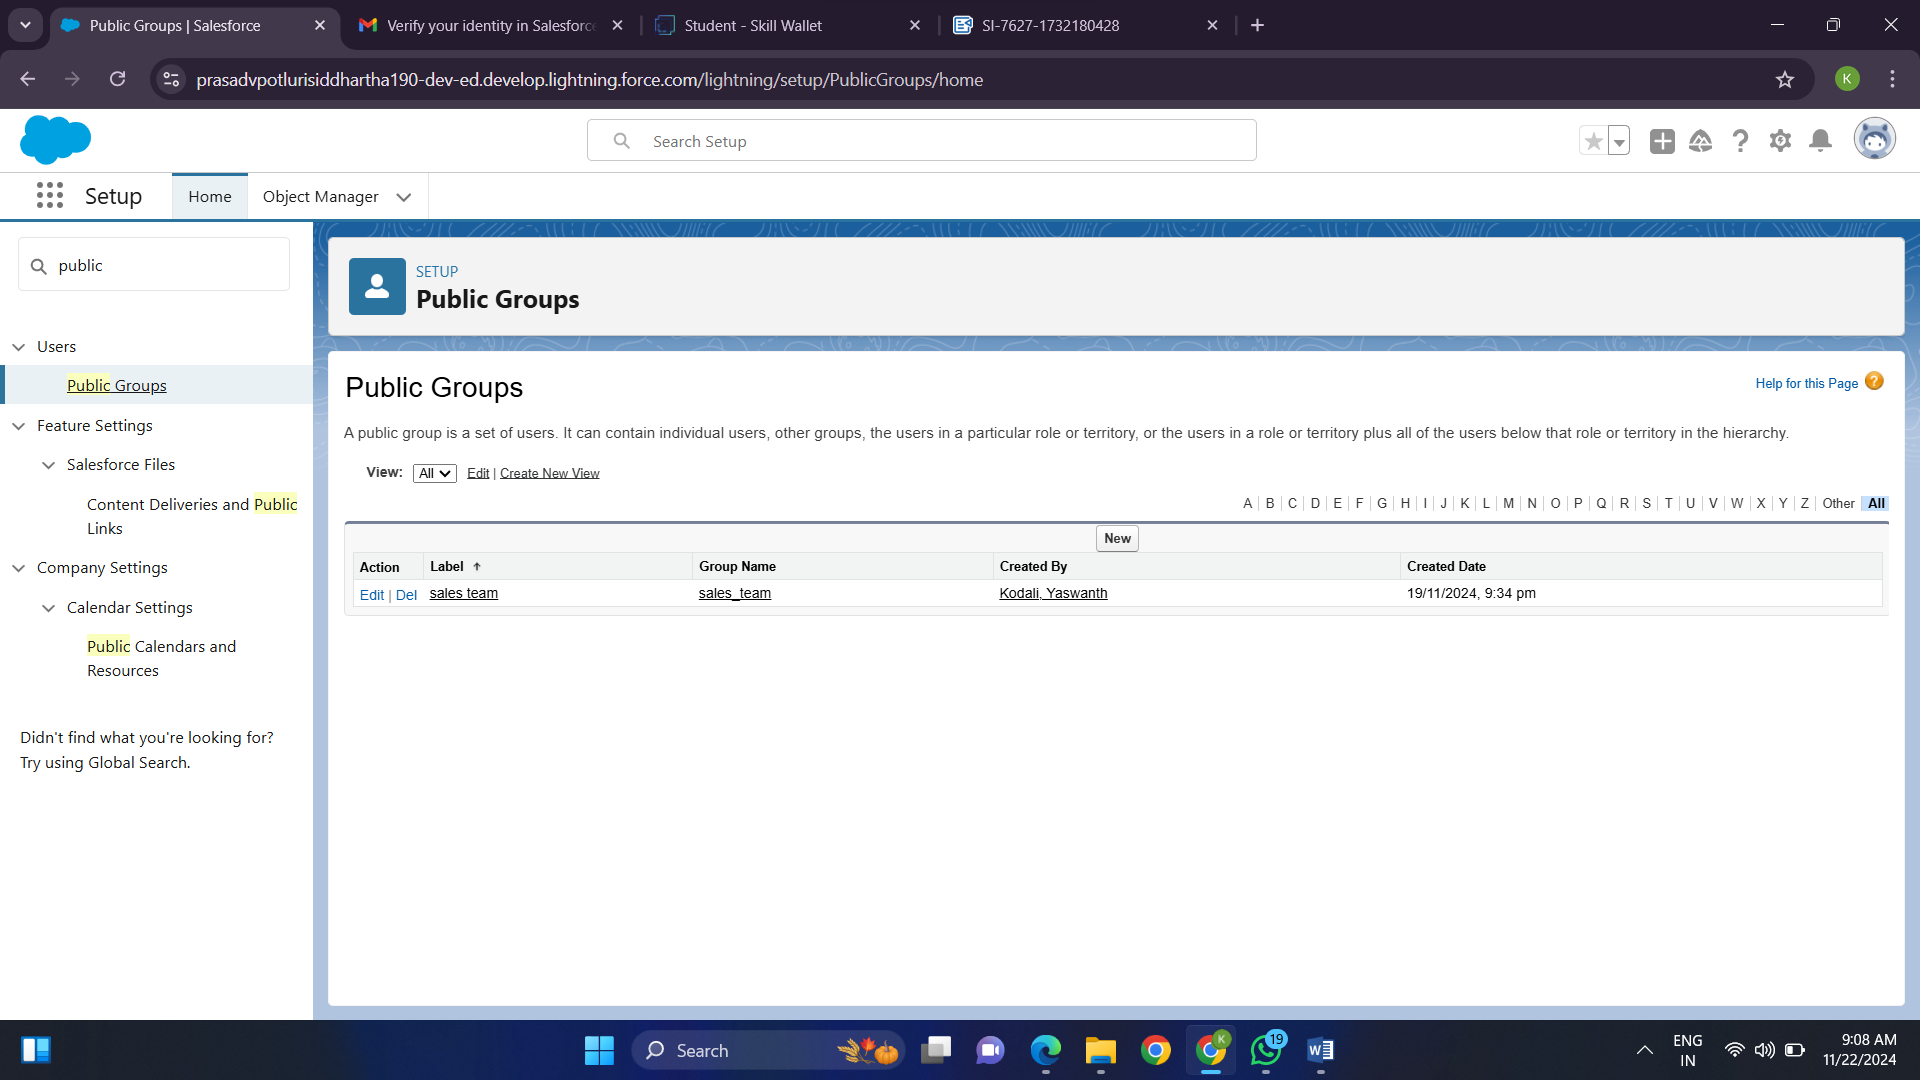 Public Groups | Salesforce
Verify your identity in Salesforc
Student - Skill Wallet
SI-7627-1732180428
prasadvpotlurisiddhartha190-dev-ed.develop.lightning.force.com/lightning/setup/PublicGroups/home
K
Search Setup
Setup
Home
Object Manager
public
Users
Public Groups
Feature Settings
Salesforce Files
Content Deliveries and Public
Links
Company Settings
Calendar Settings
Public Calendars and
Resources
Didn't find what you're looking for?
Try using Global Search.
SETUP
Public Groups
Public Groups
Help for this Page ?
A public group is a set of users. It can contain individual users, other groups, the users in a particular role or territory, or the users in a role or territory plus all of the users below that role or territory in the hierarchy.
View: All Edit | Create New View
A B C D E F G H I J K L M N O P Q R S T U V W X Y Z Other All
New
Action Label Group Name Created By Created Date
Edit | Del sales team sales_team Kodali, Yaswanth 19/11/2024, 9:34 pm
Search
K
19
ENG
IN
9:08 AM
11/22/2024